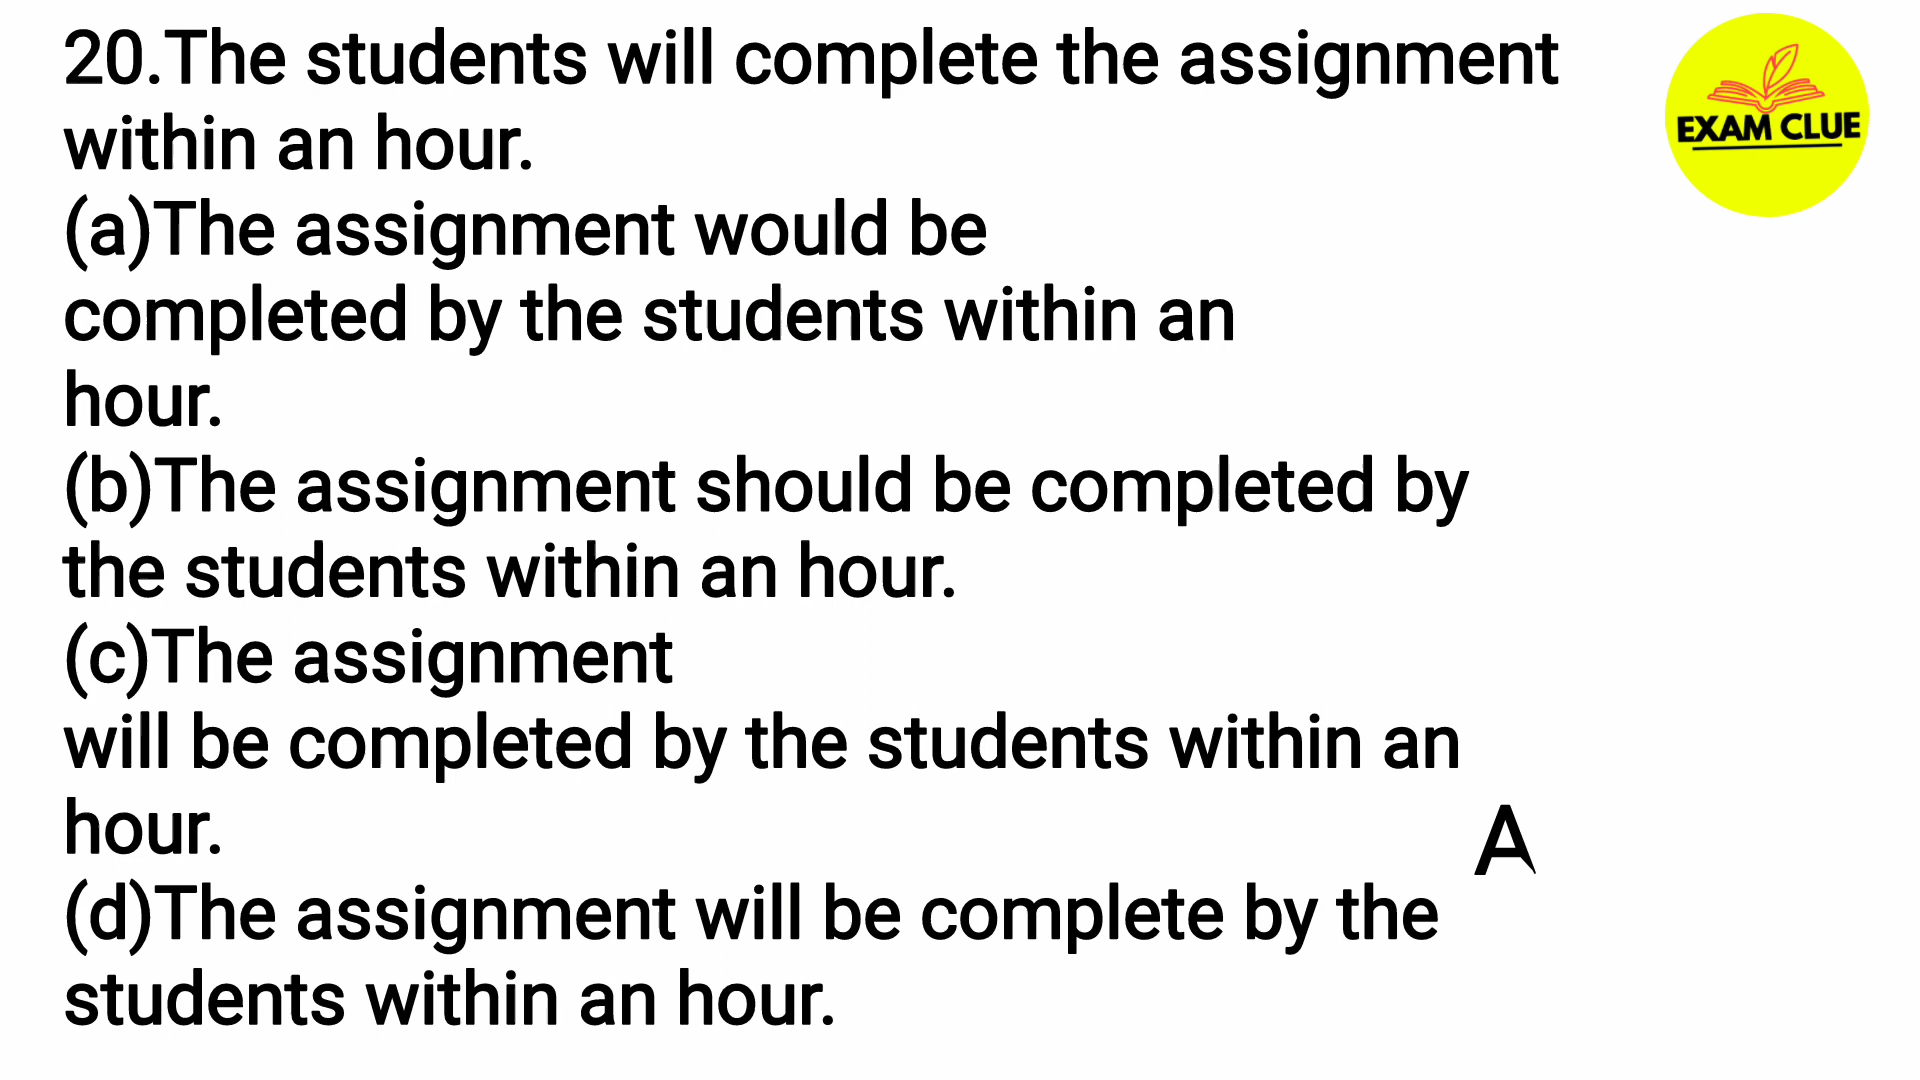 20.The students will complete the assignment
within an hour.
(a)The assignment would be
completed by the students within an
hour.
(b)The assignment should be completed by
the students within an hour.
(c)The assignment
will be completed by the students within an
hour.
(d)The assignment will be complete by the
students within an hour.
A
EXAM CLUE